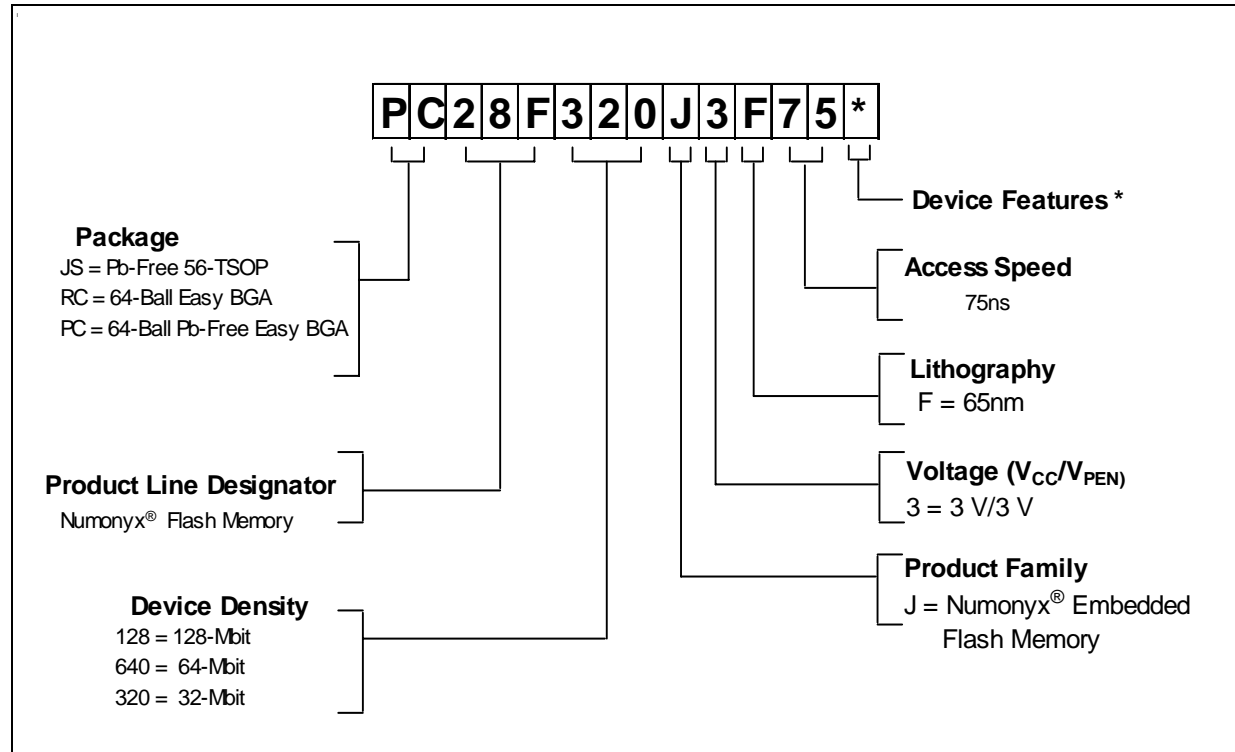 PC28F320J3F75*
Package
JS = Pb-Free 56-TSOP
RC = 64-Ball Easy BGA
PC = 64-Ball Pb-Free Easy BGA
Product Line Designator
Numonyx® Flash Memory
Device Density
128 = 128-Mbit
640 = 64-Mbit
320 = 32-Mbit
Device Features *
Access Speed
75ns
Lithography
F = 65nm
Voltage (VCC/VPEN)
3 = 3 V/3 V
Product Family
J = Numonyx® Embedded
Flash Memory